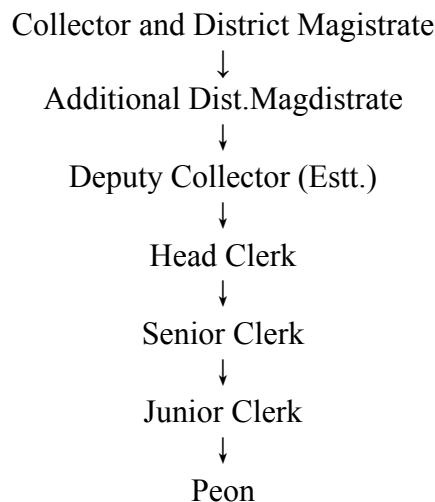 Collector and District Magistrate
↓
Additional Dist.Magdistrate
↓
Deputy Collector (Estt.)
↓
Head Clerk
↓
Senior Clerk
↓
Junior Clerk
↓
Peon